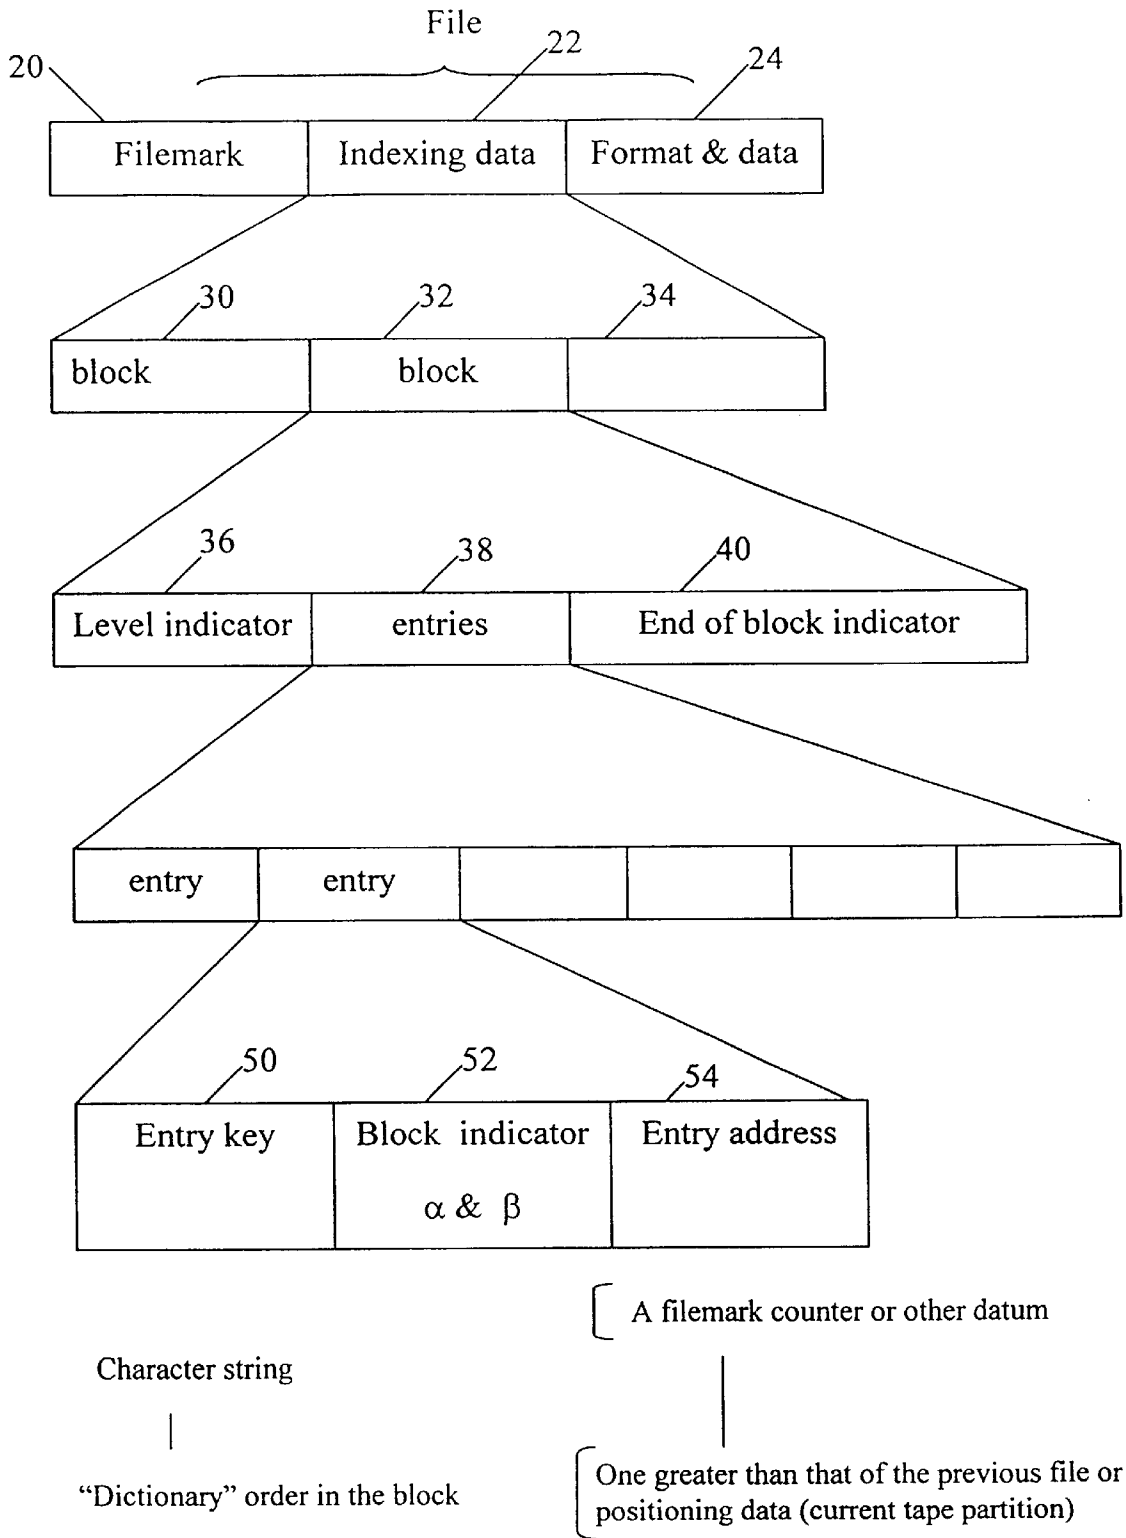 File
20
22
24
Filemark
Indexing data
Format & data
30
32
34
block
block
36
38
40
Level indicator
entries
End of block indicator
entry
entry
50
52
54
Entry key
Block indicator
α & β
Entry address
A filemark counter or other datum
Character string
"Dictionary" order in the block
One greater than that of the previous file or
positioning data (current tape partition)